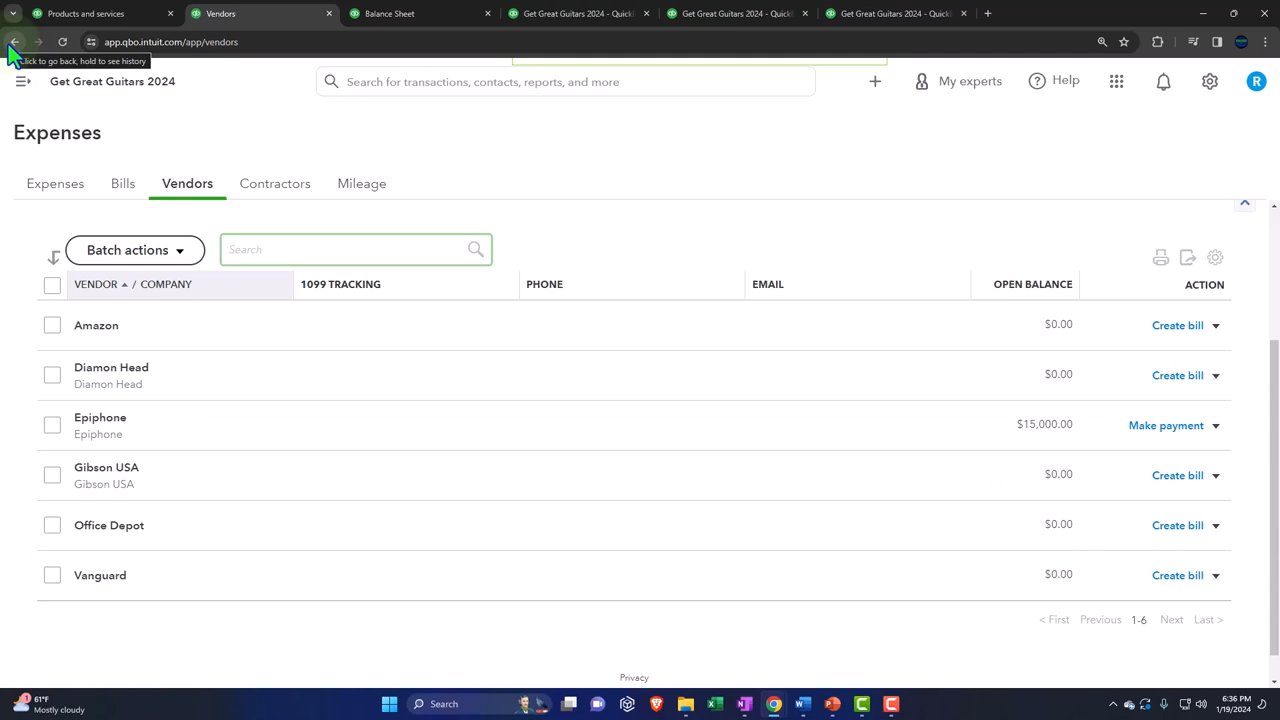 Products and services
Vendors
Balance Sheet
Get Great Guitars 2024 - Quick
Get Great Guitars 2024 - Quick
Get Great Guitars 2024 - Quick
app.qbo.intuit.com/app/vendors
Click to go back, hold to see history
Get Great Guitars 2024
Search for transactions, contacts, reports, and more
My experts
Help
R
Expenses
Expenses
Bills
Vendors
Contractors
Mileage
Batch actions
Search
VENDOR / COMPANY
1099 TRACKING
PHONE
EMAIL
OPEN BALANCE
ACTION
Amazon
$0.00
Create bill
Diamon Head
Diamon Head
$0.00
Create bill
Epiphone
Epiphone
$15,000.00
Make payment
Gibson USA
Gibson USA
$0.00
Create bill
Office Depot
$0.00
Create bill
Vanguard
$0.00
Create bill
< First Previous 1-6 Next Last >
Privacy
61°F
Mostly cloudy
Search
6:36 PM
1/19/2024